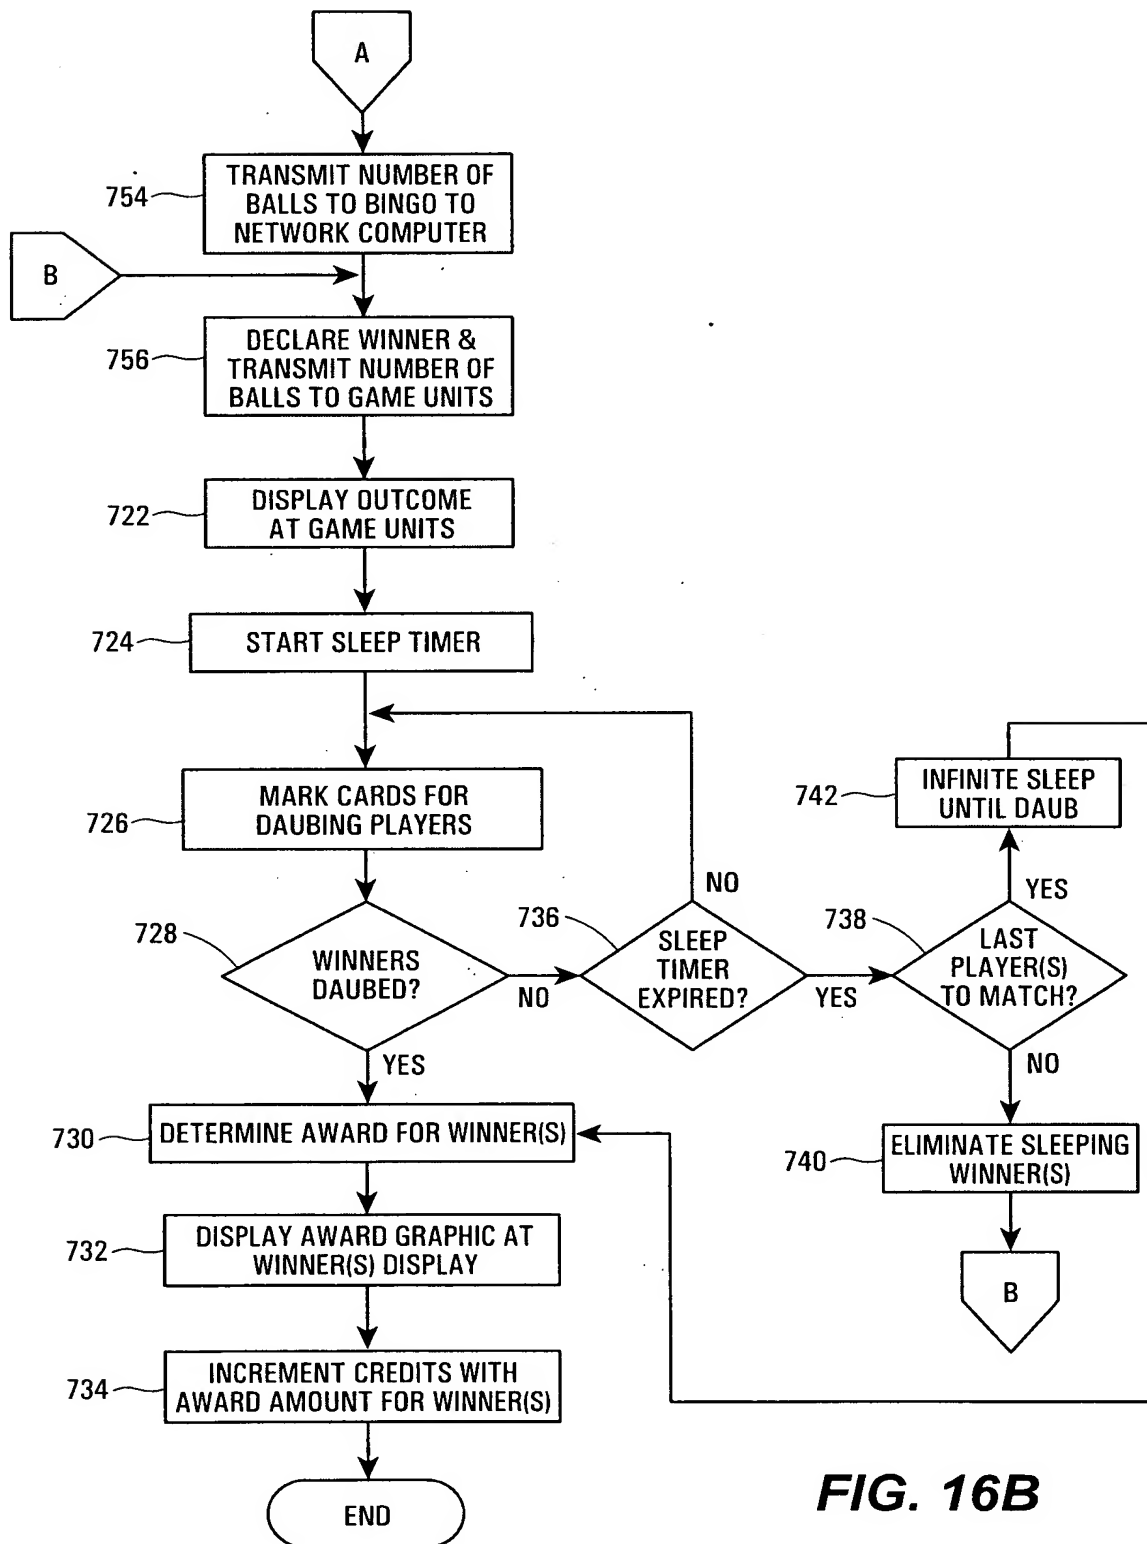 A
754
TRANSMIT NUMBER OF
BALLS TO BINGO TO
NETWORK COMPUTER
B
756
DECLARE WINNER &
TRANSMIT NUMBER OF
BALLS TO GAME UNITS
722
DISPLAY OUTCOME
AT GAME UNITS
724
START SLEEP TIMER
726
MARK CARDS FOR
DAUBING PLAYERS
742
INFINITE SLEEP
UNTIL DAUB
728
WINNERS
DAUBED?
NO
YES
736
SLEEP
TIMER
EXPIRED?
NO
YES
738
LAST
PLAYER(S)
TO MATCH?
YES
NO
730
DETERMINE AWARD FOR WINNER(S)
740
ELIMINATE SLEEPING
WINNER(S)
732
DISPLAY AWARD GRAPHIC AT
WINNER(S) DISPLAY
B
734
INCREMENT CREDITS WITH
AWARD AMOUNT FOR WINNER(S)
END
FIG. 16B